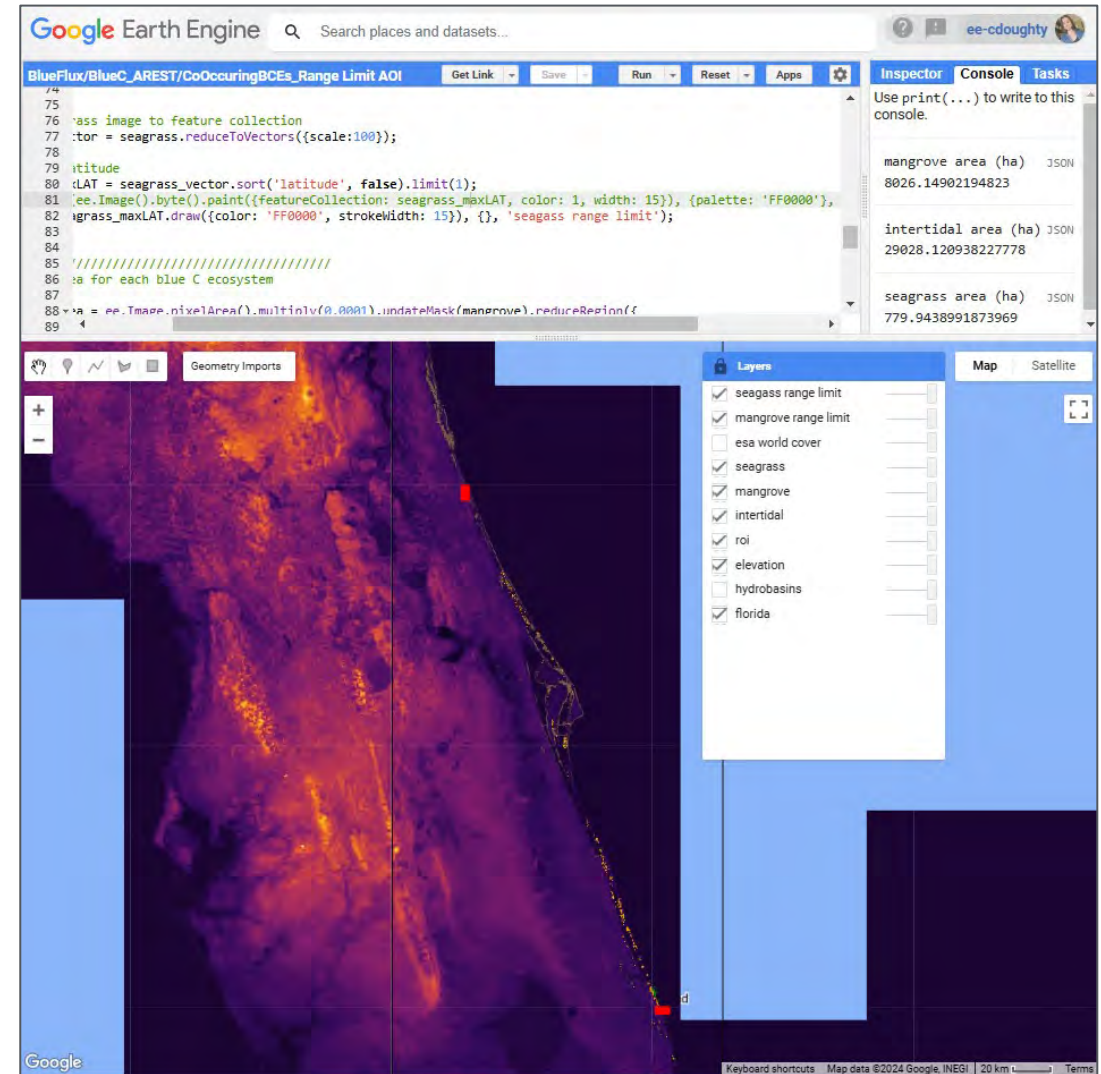 Google Earth Engine
Search places and datasets...
ee-cdoughty
BlueFlux/BlueC_AREST/CoOccuringBCEs_Range Limit AOI
Get Link
Save
Run
Reset
Apps
74
75
76 rass image to feature collection
77 :tor = seagrass.reduceToVectors({scale:100});
78
79 atitude
80 xLAT = seagrass_vector.sort('latitude', false).limit(1);
81 (ee.Image().byte().paint({featureCollection: seagrass_maxLAT, color: 1, width: 15}), {palette: 'FF0000'},
82 agrass_maxLAT.draw({color: 'FF0000', strokeWidth: 15}), {}, 'seagass range limit');
83
84
85 '///////////////////////////////////
86 ea for each blue C ecosystem
87
88 a = ee.Image.pixelArea().multiply(0.0001).updateMask(mangrove).reduceRegion({
89
Inspector
Console
Tasks
Use print(...) to write to this
console.
mangrove area (ha) JSON
8026.14902194823
intertidal area (ha) JSON
29028.120938227778
seagrass area (ha) JSON
779.9438991873969
Geometry Imports
+
−
Layers
seagass range limit
mangrove range limit
esa world cover
seagrass
mangrove
intertidal
roi
elevation
hydrobasins
florida
Map
Satellite
d
Google
Keyboard shortcuts Map data ©2024 Google, INEGI 20 km Terms